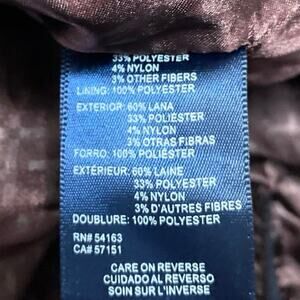 33% POLYESTER
4% NYLON
3% OTHER FIBERS
LINING: 100% POLYESTER
EXTERIOR: 60% LANA
33% POLIÉSTER
4% NYLON
3% OTRAS FIBRAS
FORRO: 100% POLIÉSTER
EXTÉRIEUR: 60% LAINE
33% POLYESTER
4% NYLON
3% D'AUTRES FIBRES
DOUBLURE: 100% POLYESTER
RN# 54163
CA# 57151
CARE ON REVERSE
CUIDADO AL REVERSO
SOIN SUR L'INVERSE